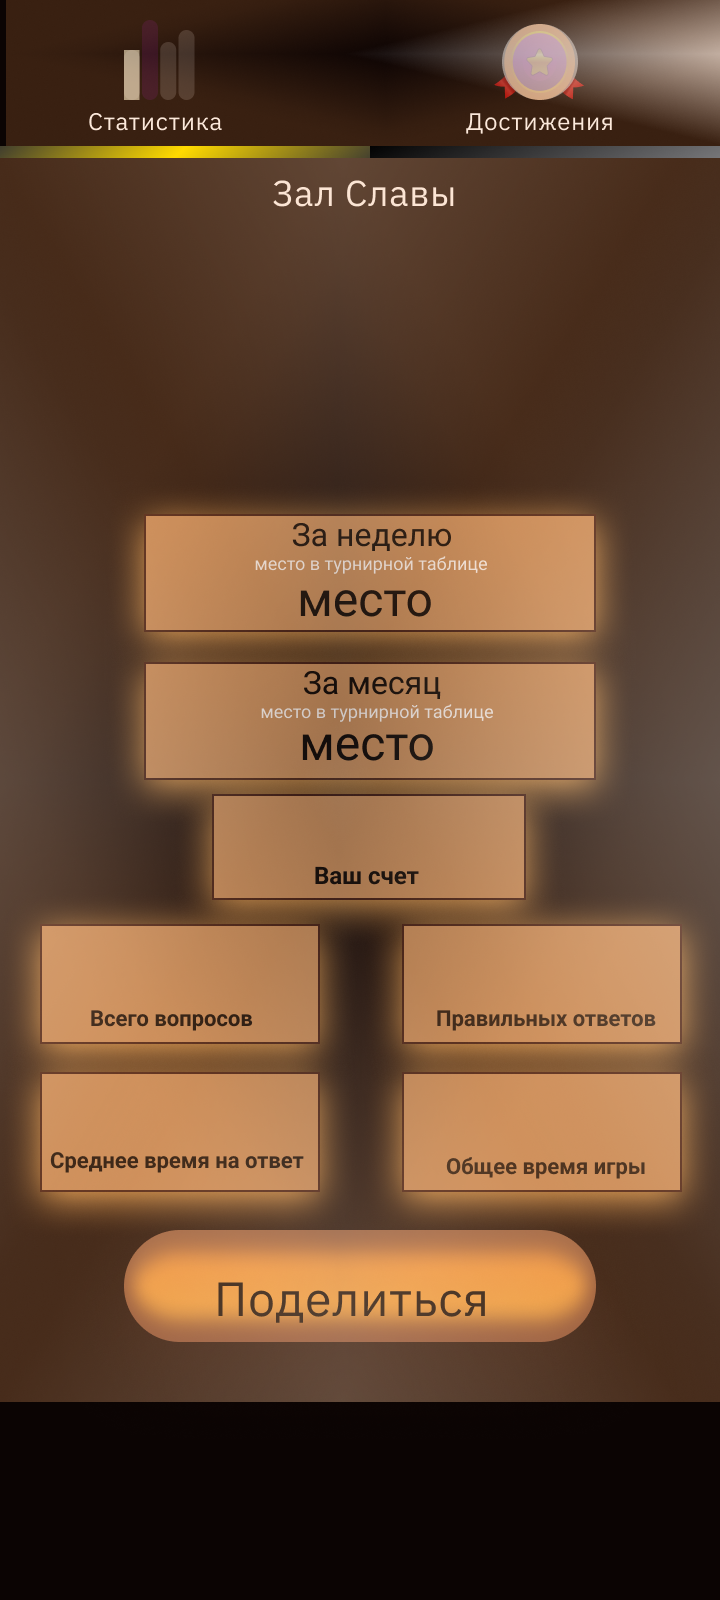 Статистика
Достижения
Зал Славы
За неделю
место в турнирной таблице
место
За месяц
место в турнирной таблице
место
Ваш счет
Всего вопросов
Правильных ответов
Среднее время на ответ
Общее время игры
Поделиться